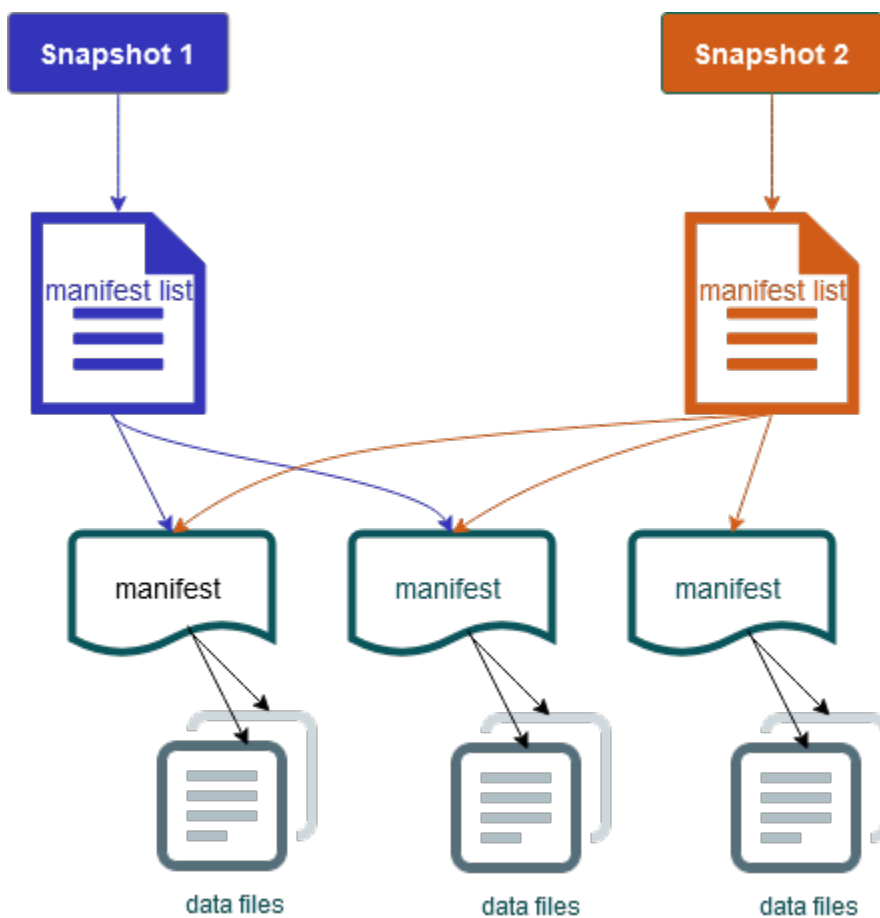 Snapshot 1
Snapshot 2
manifest list
manifest list
manifest
manifest
manifest
data files
data files
data files